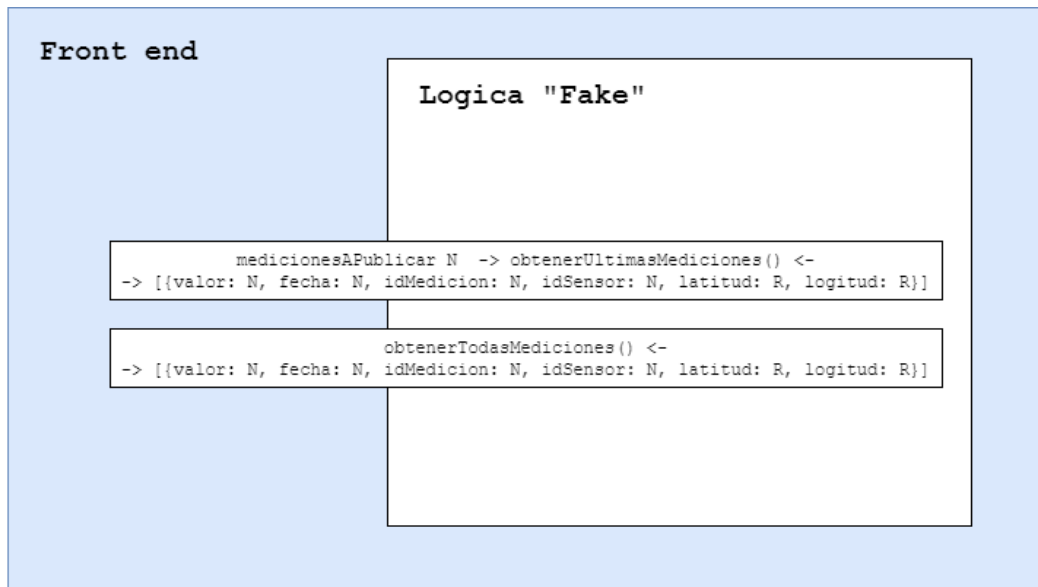 Front end
Logica "Fake"
medicionesAPublicar N -> obtenerUltimasMediciones() <-
-> [{valor: N, fecha: N, idMedicion: N, idSensor: N, latitud: R, logitud: R}]
obtenerTodasMediciones() <-
-> [{valor: N, fecha: N, idMedicion: N, idSensor: N, latitud: R, logitud: R}]